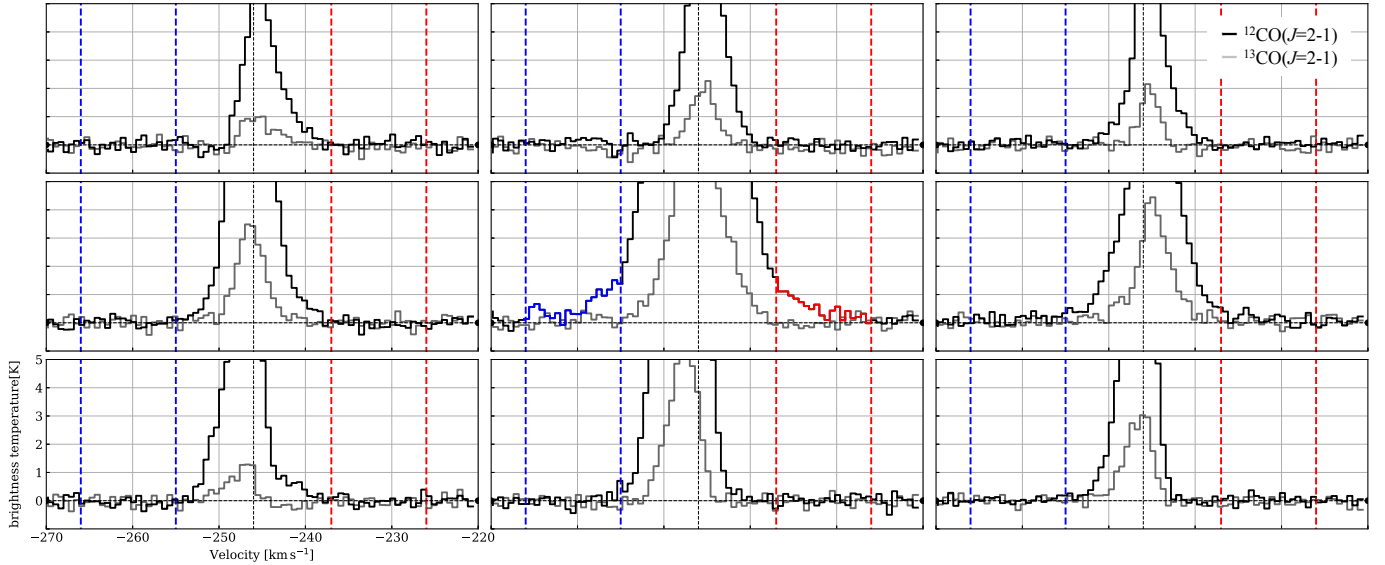 ¹²CO(J=2-1)
¹³CO(J=2-1)
5
4
3
2
1
0
brightness temperature[K]
−270 −260 −250 −240 −230 −220
Velocity [km s⁻¹]